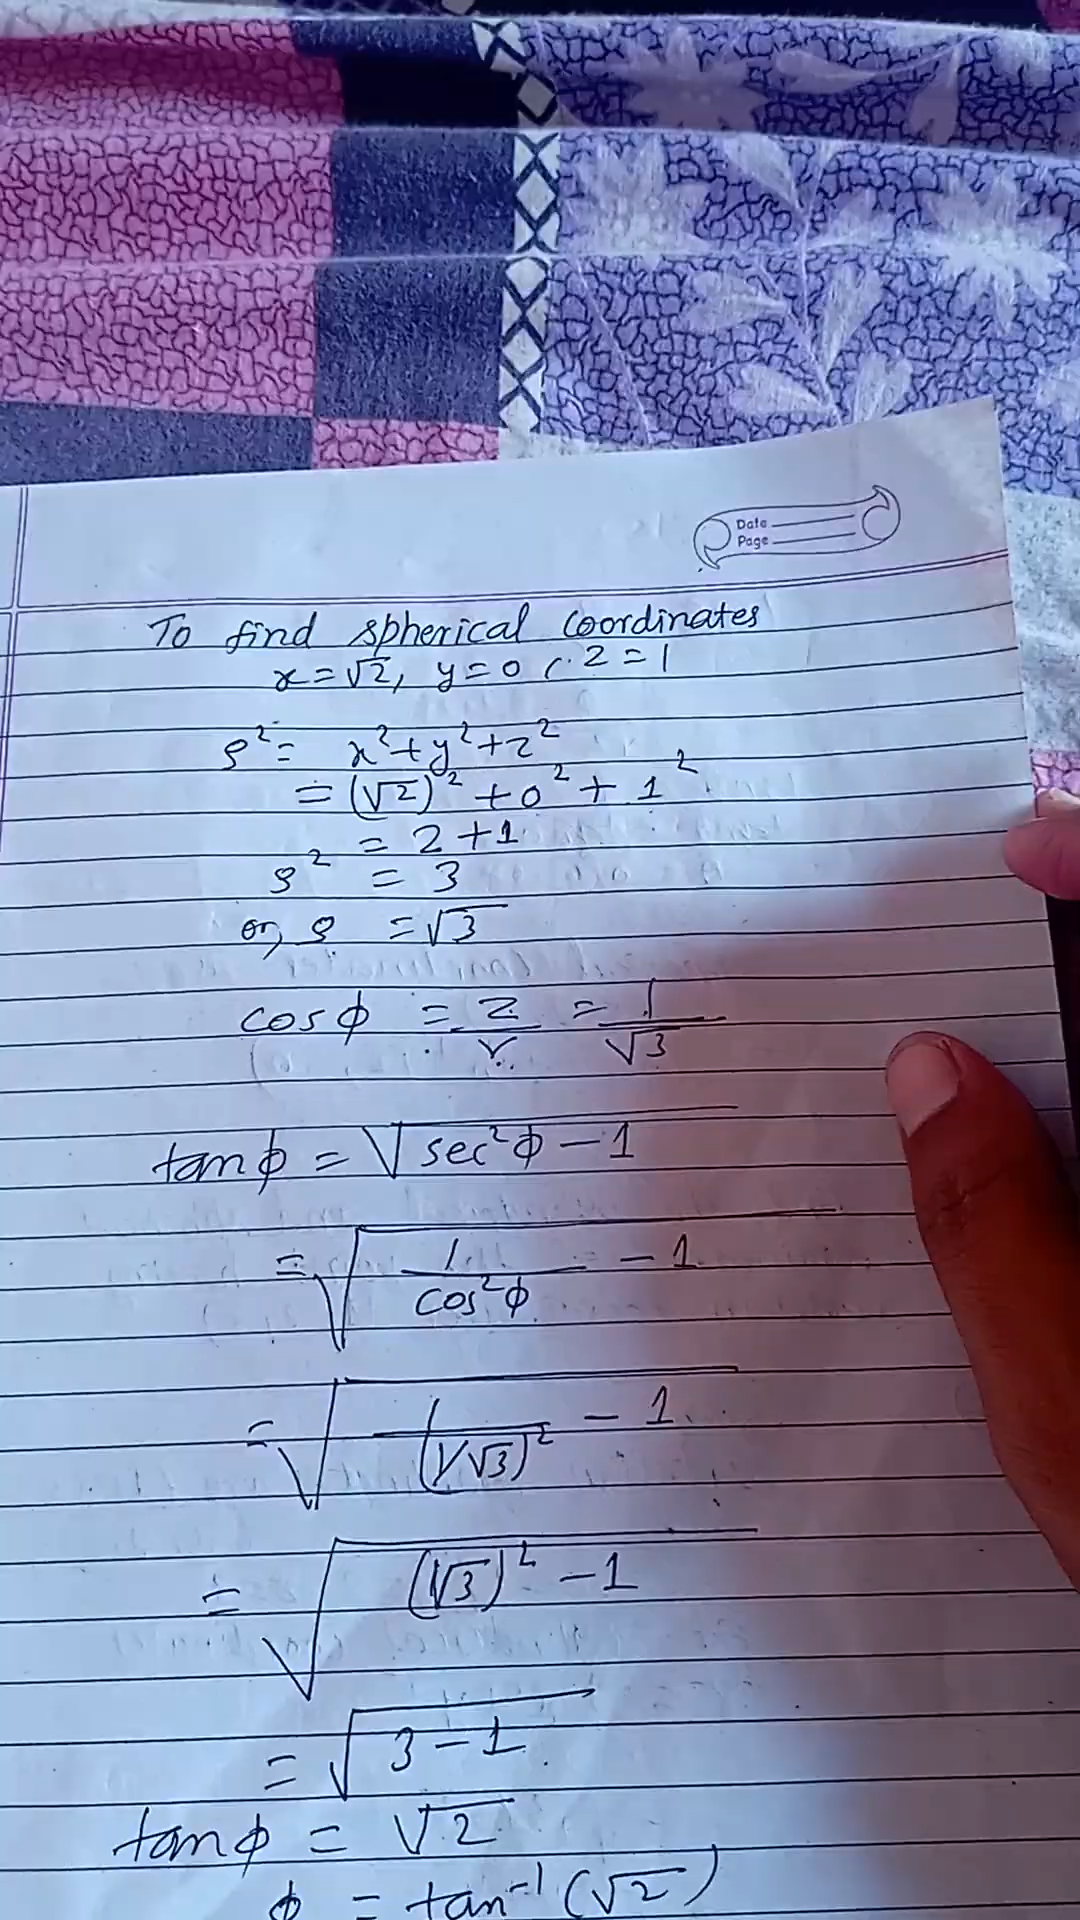 Date
Page
To find spherical coordinates
x = √2, y = 0, z = 1
ρ² = x² + y² + z²
= (√2)² + 0² + 1²
= 2 + 1
ρ² = 3
or, ρ = √3
cos φ = z/r = 1/√3
tan φ = √(sec²φ − 1)
= √(1/cos²φ − 1)
= √(1/(1/√3)² − 1)
= √((√3)² − 1)
= √(3 − 1)
tan φ = √2
φ = tan⁻¹(√2)